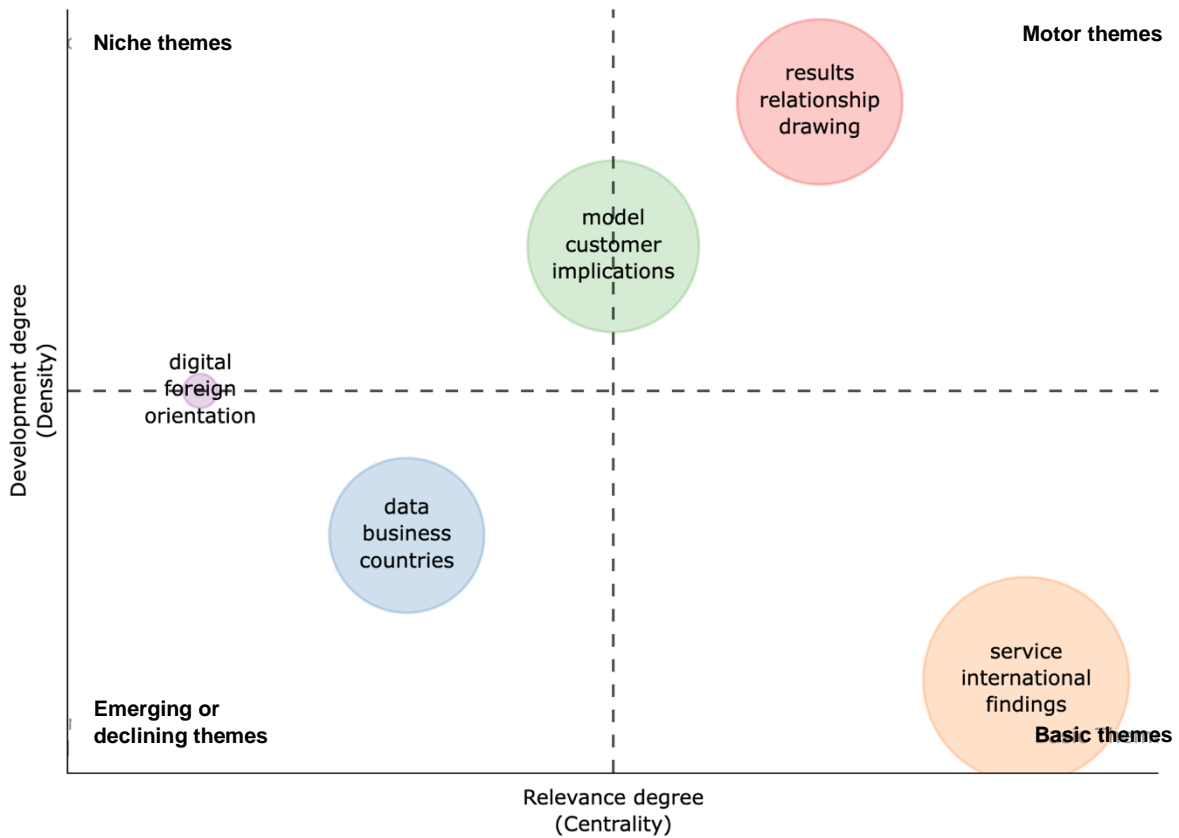 Niche themes
Motor themes
results
relationship
drawing
model
customer
implications
digital
foreign
orientation
data
business
countries
service
international
findings
Emerging or
declining themes
Basic themes
Development degree
(Density)
Relevance degree
(Centrality)